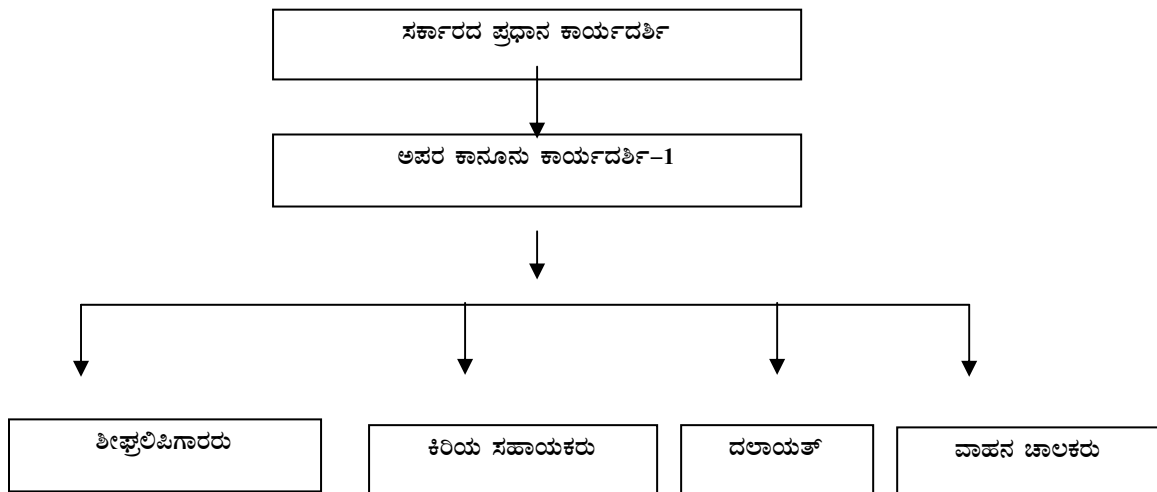 ಸರ್ಕಾರದ ಪ್ರಧಾನ ಕಾರ್ಯದರ್ಶಿ
ಅಪರ ಕಾನೂನು ಕಾರ್ಯದರ್ಶಿ–1
ಶೀಘ್ರಲಿಪಿಗಾರರು
ಕಿರಿಯ ಸಹಾಯಕರು
ದಲಾಯತ್
ವಾಹನ ಚಾಲಕರು